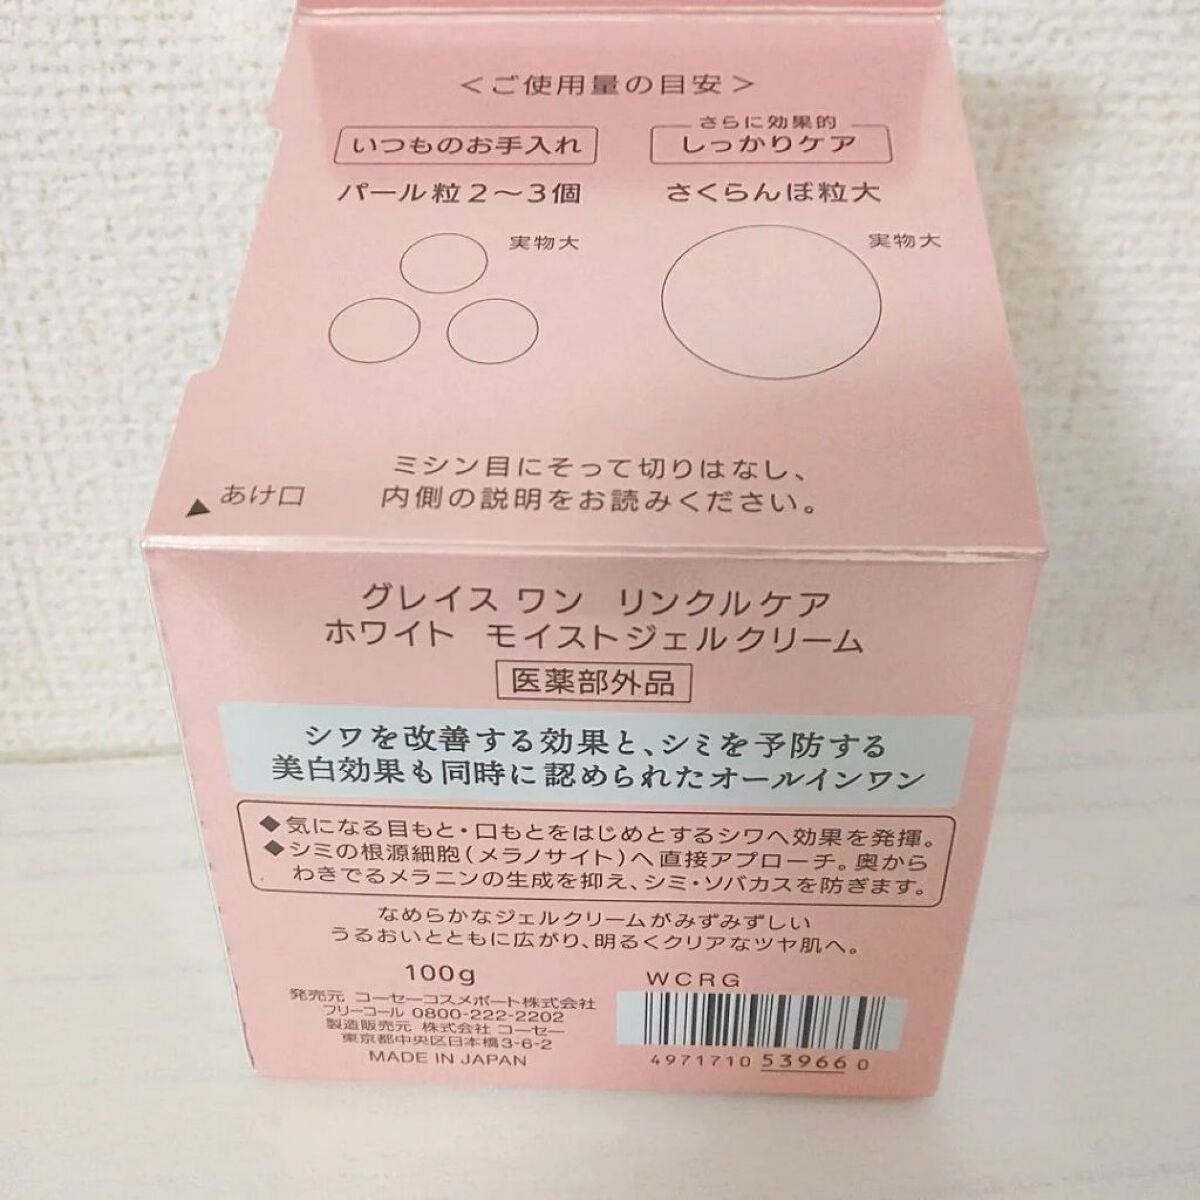 ＜ご使用量の目安＞
いつものお手入れ
さらに効果的
しっかりケア
パール粒2〜3個
さくらんぼ粒大
実物大
実物大
ミシン目にそって切りはなし、
内側の説明をお読みください。
▲ あけ口
グレイス ワン リンクルケア
ホワイト モイストジェルクリーム
医薬部外品
シワを改善する効果と、シミを予防する
美白効果も同時に認められたオールインワン
◆気になる目もと・口もとをはじめとするシワへ効果を発揮。
◆シミの根源細胞(メラノサイト)へ直接アプローチ。奥から
わきでるメラニンの生成を抑え、シミ・ソバカスを防ぎます。
なめらかなジェルクリームがみずみずしい
うるおいとともに広がり、明るくクリアなツヤ肌へ。
100g
発売元 コーセーコスメポート株式会社
フリーコール 0800-222-2202
製造販売元 株式会社 コーセー
東京都中央区日本橋3-6-2
MADE IN JAPAN
WCRG
4971710 539660